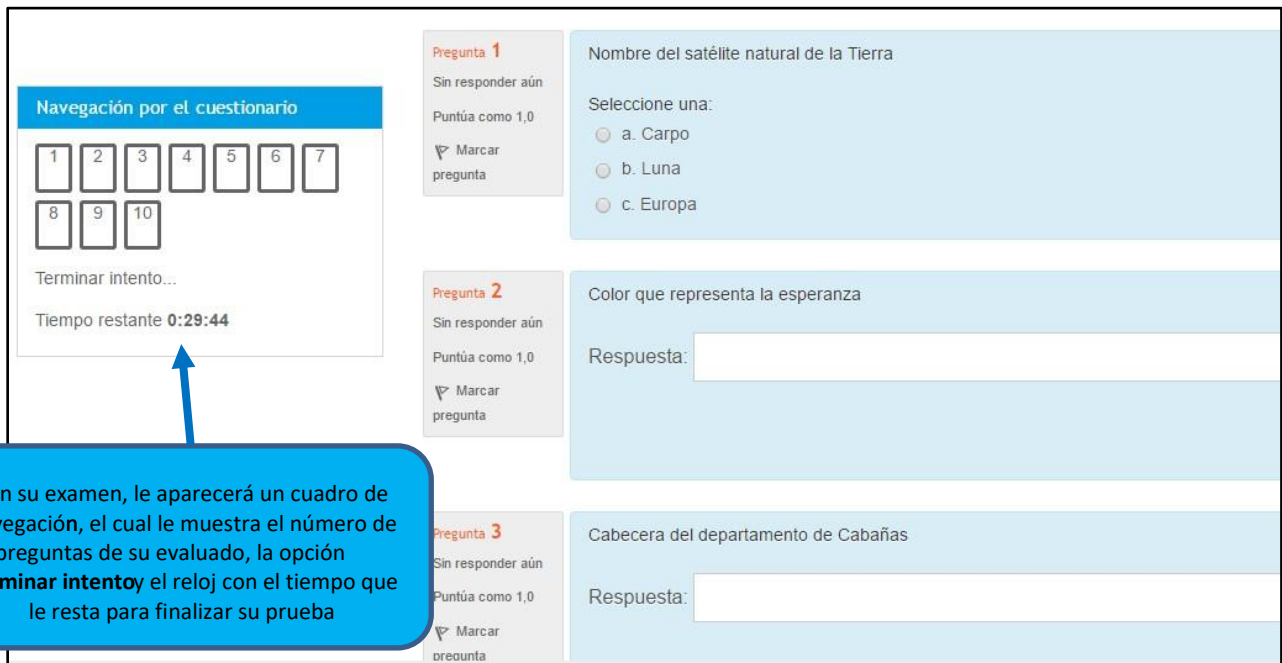 Navegación por el cuestionario
1 2 3 4 5 6 7
8 9 10
Terminar intento...
Tiempo restante 0:29:44
n su examen, le aparecerá un cuadro de
egación, el cual le muestra el número de
preguntas de su evaluado, la opción
minar intentoy el reloj con el tiempo que
le resta para finalizar su prueba
Pregunta 1
Sin responder aún
Puntúa como 1,0
Marcar
pregunta
Nombre del satélite natural de la Tierra
Seleccione una:
a. Carpo
b. Luna
c. Europa
Pregunta 2
Sin responder aún
Puntúa como 1,0
Marcar
pregunta
Color que representa la esperanza
Respuesta:
Pregunta 3
Sin responder aún
Puntúa como 1,0
Marcar
pregunta
Cabecera del departamento de Cabañas
Respuesta: